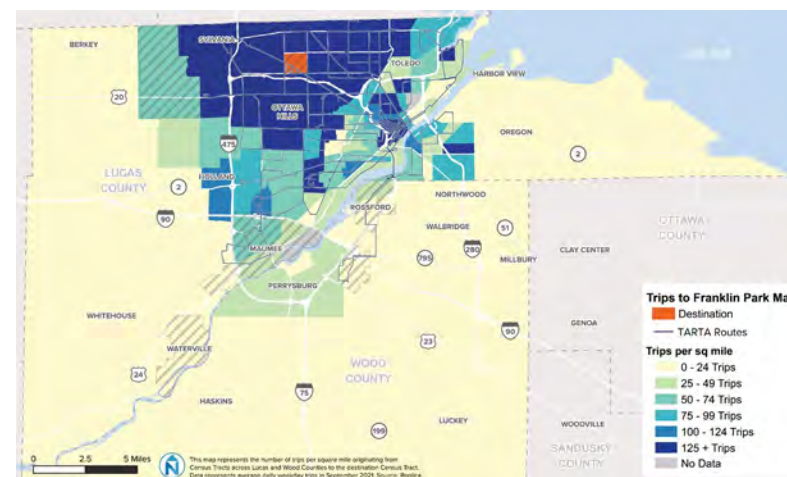 BERKEY
SYLVANIA
TOLEDO
HARBOR VIEW
20
OTTAWA
HILLS
OREGON
475
2
LUCAS
COUNTY
HOLLAND
2
NORTHWOOD
90
ROSSFORD
WALBRIDGE
51
OTTAWA
COUNTY
MAUMEE
795
280
MILLBURY
CLAY CENTER
PERRYSBURG
WHITEHOUSE
GENOA
90
23
WATERVILLE
24
WOOD
COUNTY
75
HASKINS
LUCKEY
WOODVILLE
199
SANDUSKY
COUNTY
Trips to Franklin Park Ma
Destination
TARTA Routes
Trips per sq mile
0 - 24 Trips
25 - 49 Trips
50 - 74 Trips
75 - 99 Trips
100 - 124 Trips
125 + Trips
No Data
0 2.5 5 Miles
N
This map represents the number of trips per square mile originating from
Census Tracts across Lucas and Wood Counties to the destination Census Tract.
Data represents average daily weekday trips in September 2021. Source: Replica